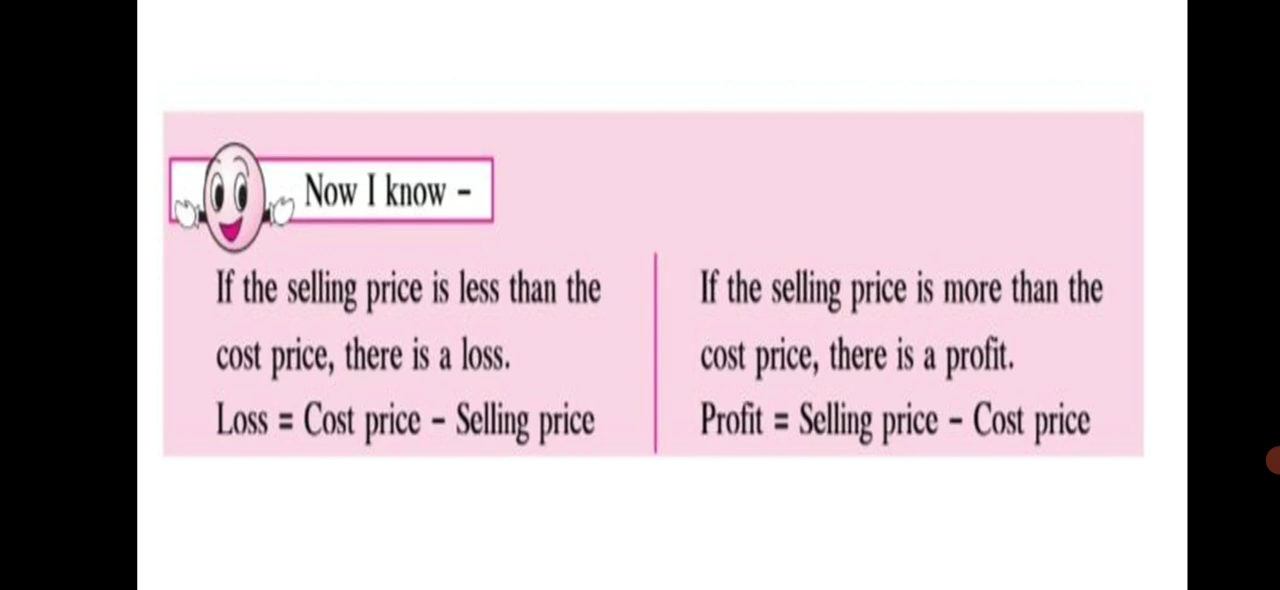 Now I know –
If the selling price is less than the
cost price, there is a loss.
Loss = Cost price – Selling price
If the selling price is more than the
cost price, there is a profit.
Profit = Selling price – Cost price